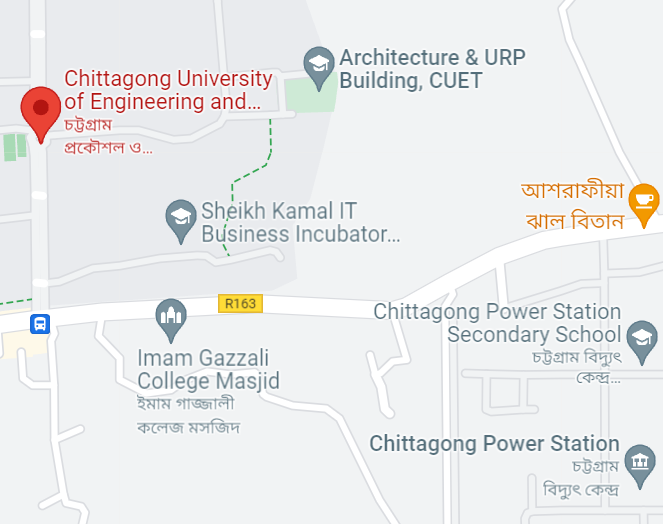 Architecture & URP
Building, CUET
Chittagong University
of Engineering and...
চট্টগ্রাম
প্রকৌশল ও...
আশরাফীয়া
ঝাল বিতান
Sheikh Kamal IT
Business Incubator...
R163
Chittagong Power Station
Secondary School
চট্টগ্রাম বিদ্যুৎ
কেন্দ্র...
Imam Gazzali
College Masjid
ইমাম গাজ্জালী
কলেজ মসজিদ
Chittagong Power Station
চট্টগ্রাম
বিদ্যুৎ কেন্দ্র